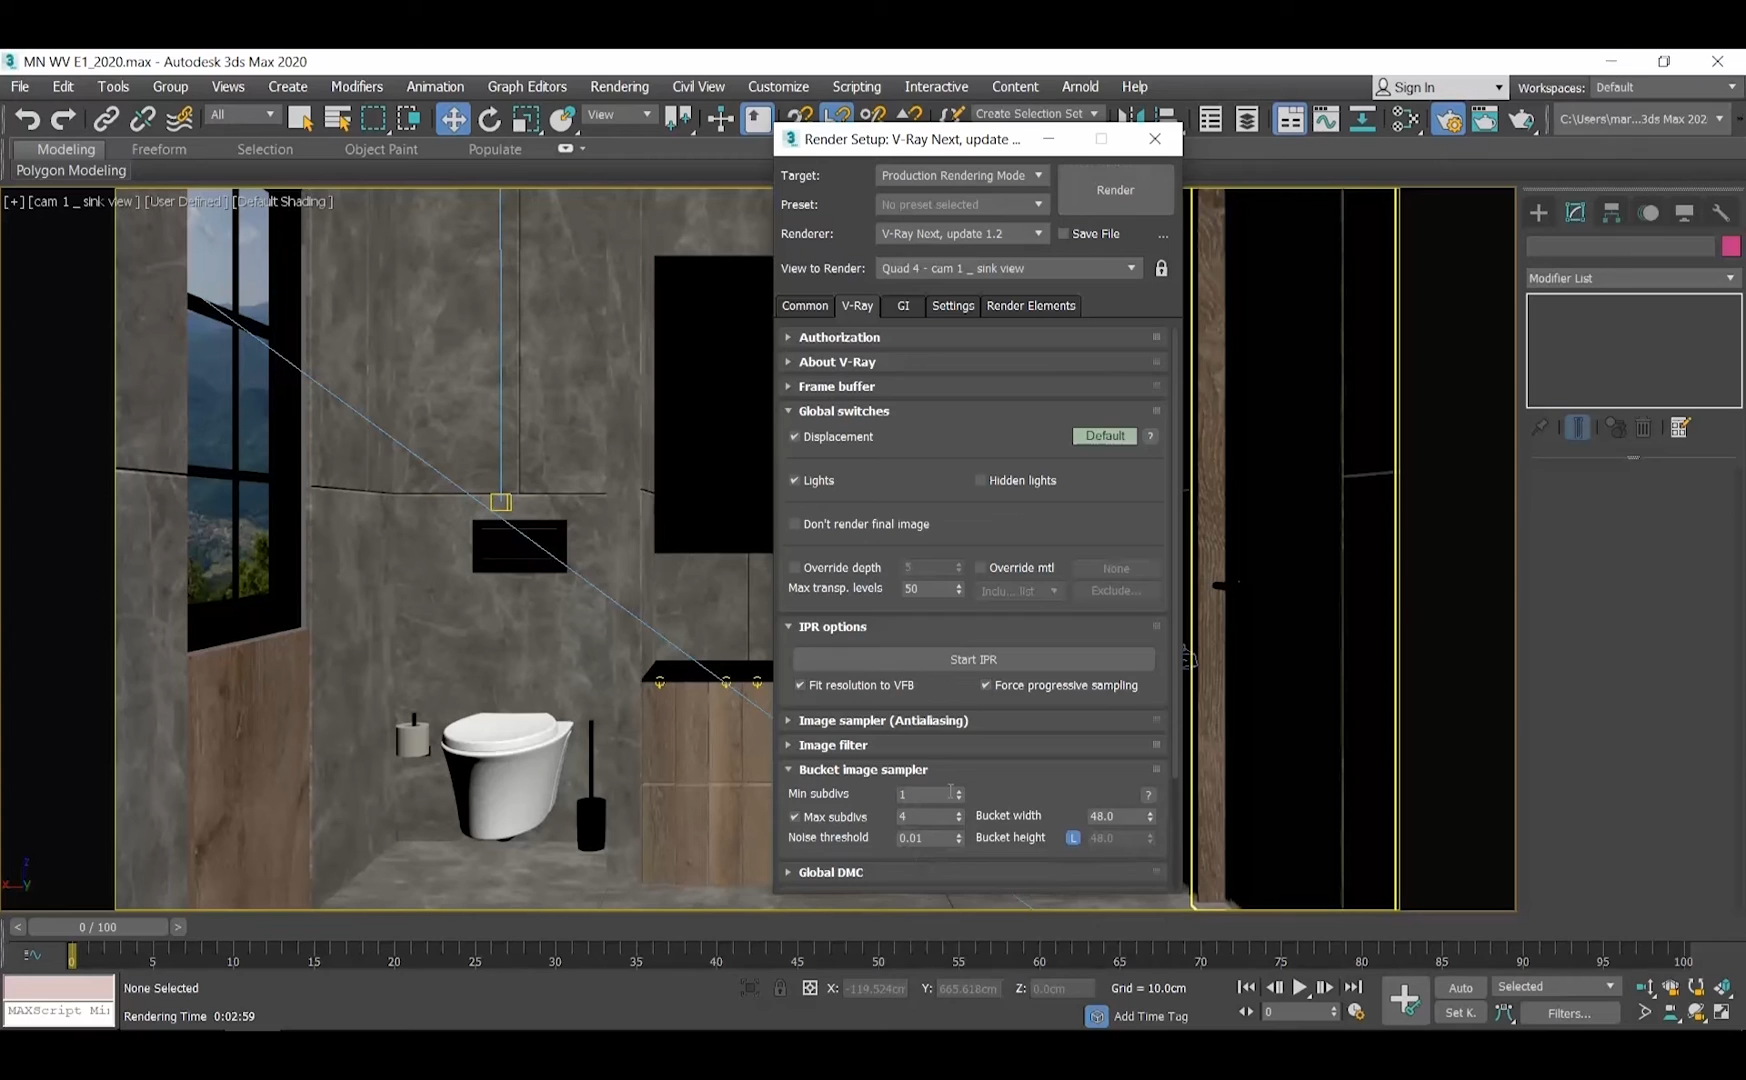 MN WV E1_2020.max - Autodesk 3ds Max 2020
File Edit Tools Group Views Create Modifiers Animation Graph Editors Rendering Civil View Customize Scripting Interactive Content Arnold Help
Sign In
Workspaces: Default
All
View
Create Selection Set
C:\Users\mar...3ds Max 202
Modeling Freeform Selection Object Paint Populate
Polygon Modeling
[+] [cam 1 _ sink view ] [User Defined ] [Default Shading ]
Render Setup: V-Ray Next, update ...
Target: Production Rendering Mode
Render
Preset: No preset selected
Renderer: V-Ray Next, update 1.2
Save File ...
View to Render: Quad 4 - cam 1 _ sink view
Common V-Ray GI Settings Render Elements
Authorization
About V-Ray
Frame buffer
Global switches
Displacement Default ?
Lights Hidden lights
Don't render final image
Override depth 5 Override mtl None
Max transp. levels 50 Inclu... list Exclude...
IPR options
Start IPR
Fit resolution to VFB Force progressive sampling
Image sampler (Antialiasing)
Image filter
Bucket image sampler
Min subdivs 1 ?
Max subdivs 4 Bucket width 48.0
Noise threshold 0.01 Bucket height L 48.0
Global DMC
Modifier List
< 0 / 100 >
0 5 10 15 20 25 30 35 40 45 50 55 60 65 70 75 80 85 90 95 100
None Selected
X: -119.524cm Y: 665.618cm Z: 0.0cm Grid = 10.0cm
Auto Selected
MAXScript Mi:
Rendering Time 0:02:59
Add Time Tag
0
Set K. Filters...
z
x y